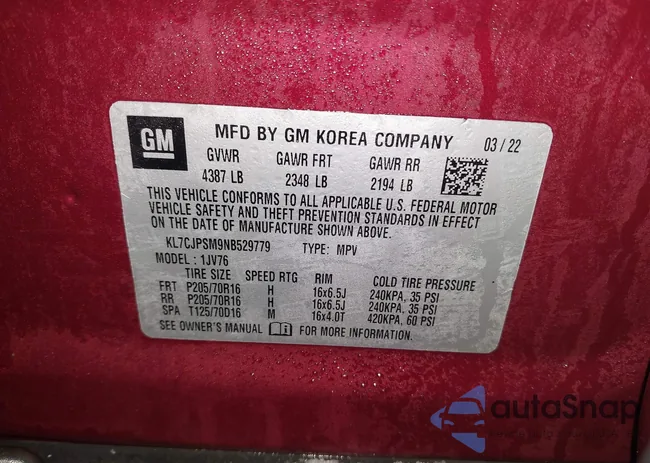 GM MFD BY GM KOREA COMPANY 03 / 22
GVWR GAWR FRT GAWR RR
4387 LB 2348 LB 2194 LB
THIS VEHICLE CONFORMS TO ALL APPLICABLE U.S. FEDERAL MOTOR
VEHICLE SAFETY AND THEFT PREVENTION STANDARDS IN EFFECT
ON THE DATE OF MANUFACTURE SHOWN ABOVE.
KL7CJPSM9NB529779 TYPE: MPV
MODEL : 1JV76
TIRE SIZE SPEED RTG RIM COLD TIRE PRESSURE
FRT P205/70R16 H 16x6.5J 240KPA, 35 PSI
RR P205/70R16 H 16x6.5J 240KPA, 35 PSI
SPA T125/70D16 M 16x4.0T 420KPA, 60 PSI
SEE OWNER'S MANUAL i FOR MORE INFORMATION.
autoSnap